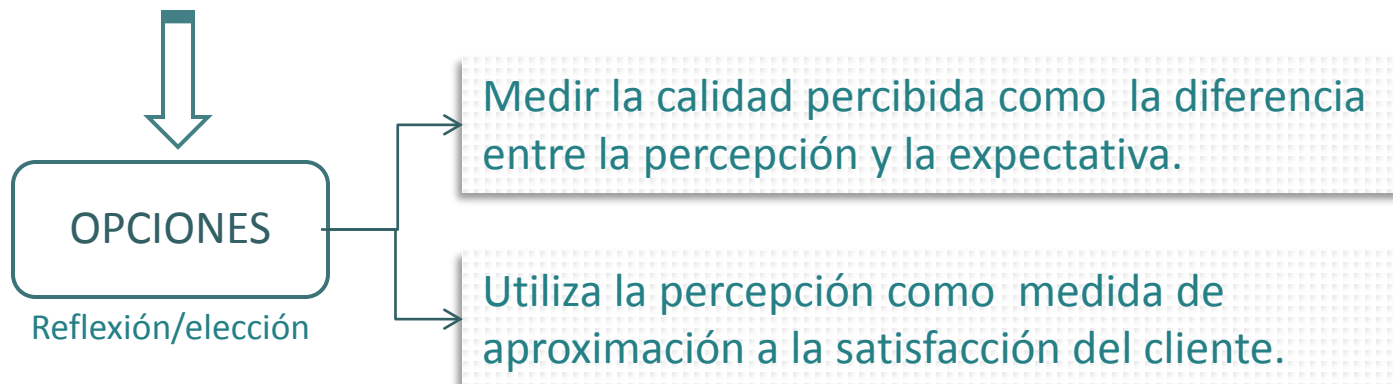 Medir la calidad percibida como la diferencia
entre la percepción y la expectativa.
OPCIONES
Reflexión/elección
Utiliza la percepción como medida de
aproximación a la satisfacción del cliente.